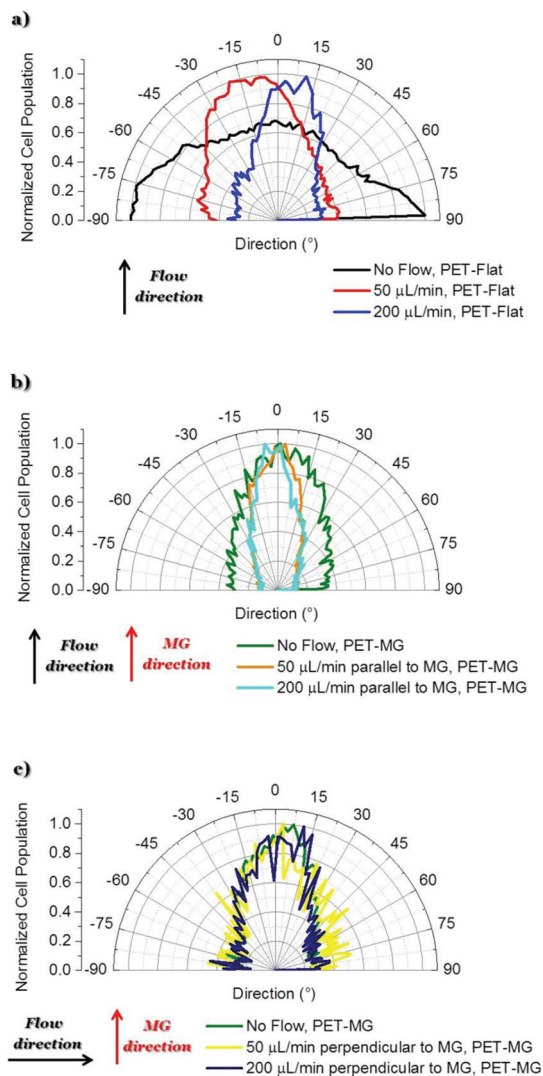 a)
0
-15
15
-30
30
-45
45
-60
60
-75
75
-90
90
1.0
0.8
0.6
0.4
0.2
0.0
Normalized Cell Population
Direction (°)
Flow
direction
No Flow, PET-Flat
50 μL/min, PET-Flat
200 μL/min, PET-Flat
b)
0
-15
15
-30
30
-45
45
-60
60
-75
75
-90
90
1.0
0.8
0.6
0.4
0.2
0.0
Normalized Cell Population
Direction (°)
Flow
direction
MG
direction
No Flow, PET-MG
50 μL/min parallel to MG, PET-MG
200 μL/min parallel to MG, PET-MG
c)
0
-15
15
-30
30
-45
45
-60
60
-75
75
-90
90
1.0
0.8
0.6
0.4
0.2
0.0
Normalized Cell Population
Direction (°)
Flow
direction
MG
direction
No Flow, PET-MG
50 μL/min perpendicular to MG, PET-MG
200 μL/min perpendicular to MG, PET-MG